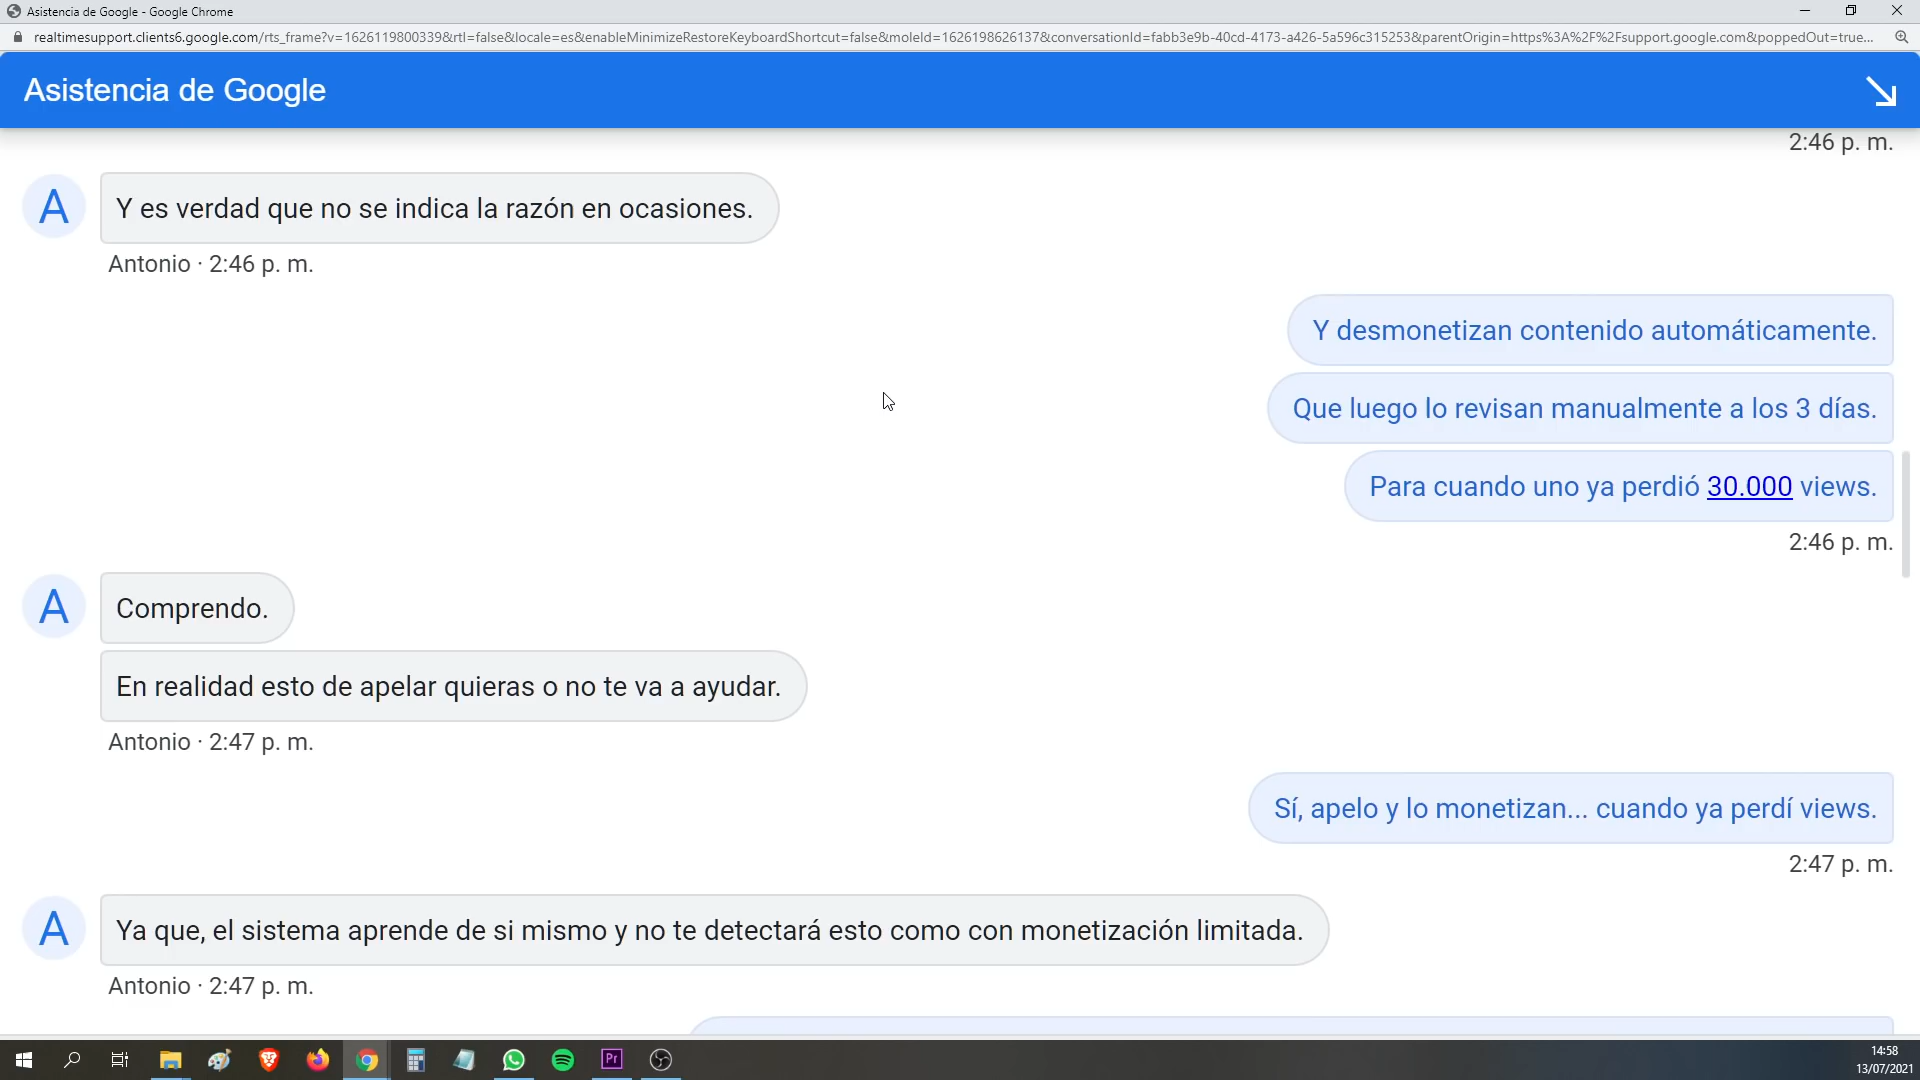 Asistencia de Google - Google Chrome
realtimesupport.clients6.google.com/rts_frame?v=1626119800339&rtl=false&locale=es&enableMinimizeRestoreKeyboardShortcut=false&moleId=1626198626137&conversationId=fabb3e9b-40cd-4173-a426-5a596c315253&parentOrigin=https%3A%2F%2Fsupport.google.com&poppedOut=true...
Asistencia de Google
2:46 p. m.
A
Y es verdad que no se indica la razón en ocasiones.
Antonio · 2:46 p. m.
Y desmonetizan contenido automáticamente.
Que luego lo revisan manualmente a los 3 días.
Para cuando uno ya perdió 30.000 views.
2:46 p. m.
A
Comprendo.
En realidad esto de apelar quieras o no te va a ayudar.
Antonio · 2:47 p. m.
Sí, apelo y lo monetizan... cuando ya perdí views.
2:47 p. m.
A
Ya que, el sistema aprende de si mismo y no te detectará esto como con monetización limitada.
Antonio · 2:47 p. m.
Pr
14:58
13/07/2021